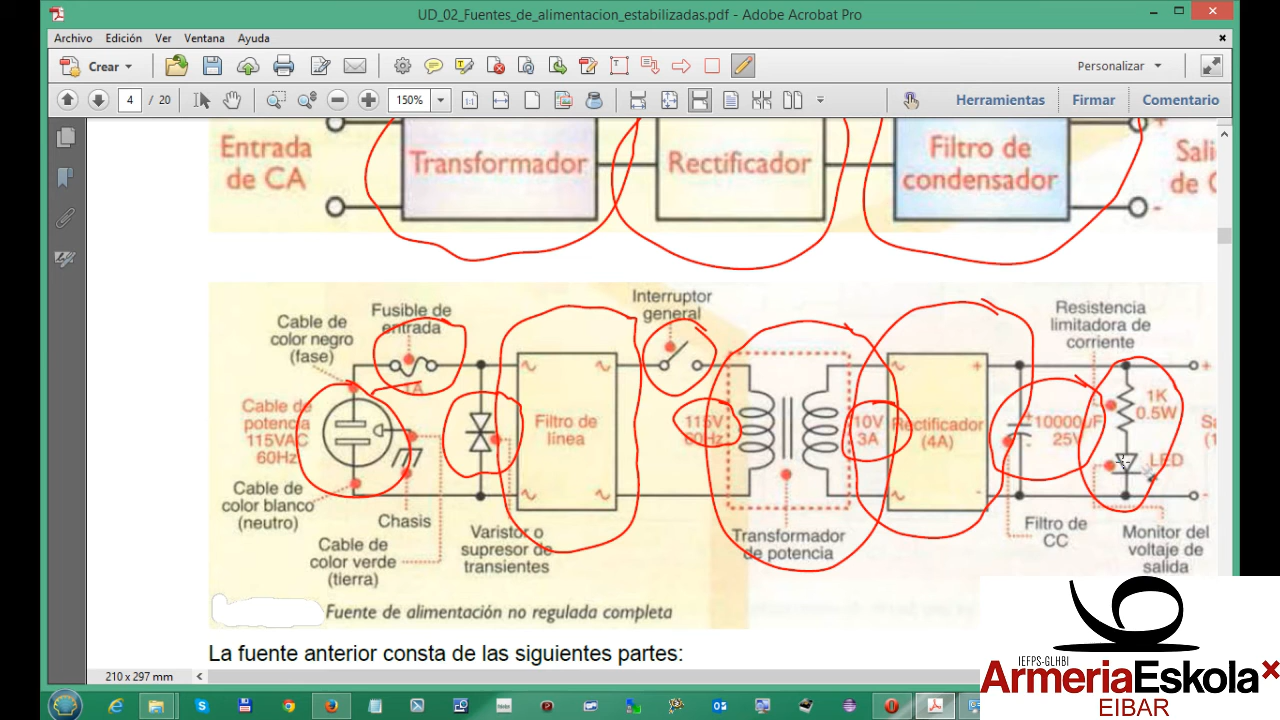 UD_02_Fuentes_de_alimentacion_estabilizadas.pdf - Adobe Acrobat Pro
Archivo Edición Ver Ventana Ayuda
Crear
Personalizar
4 / 20
150%
Herramientas
Firmar
Comentario
Entrada
de CA
Transformador
Rectificador
Filtro de
condensador
+
-
Sali
de C
Cable de
color negro
(fase)
Fusible de
entrada
1A
Interruptor
general
Resistencia
limitadora de
corriente
Cable de
potencia
115VAC
60Hz
Filtro de
línea
115V
60Hz
10V
3A
Rectificador
(4A)
+
-
+
-
10000uF
25V
1K
0.5W
LED
+
-
Sa
(1
Cable de
color blanco
(neutro)
Chasis
Cable de
color verde
(tierra)
Varistor o
supresor de
transientes
Transformador
de potencia
Filtro de
CC
Monitor del
voltaje de
salida
Fuente de alimentación no regulada completa
La fuente anterior consta de las siguientes partes:
210 x 297 mm
IEFPS-GLHBI
ArmeriaEskola
EIBAR